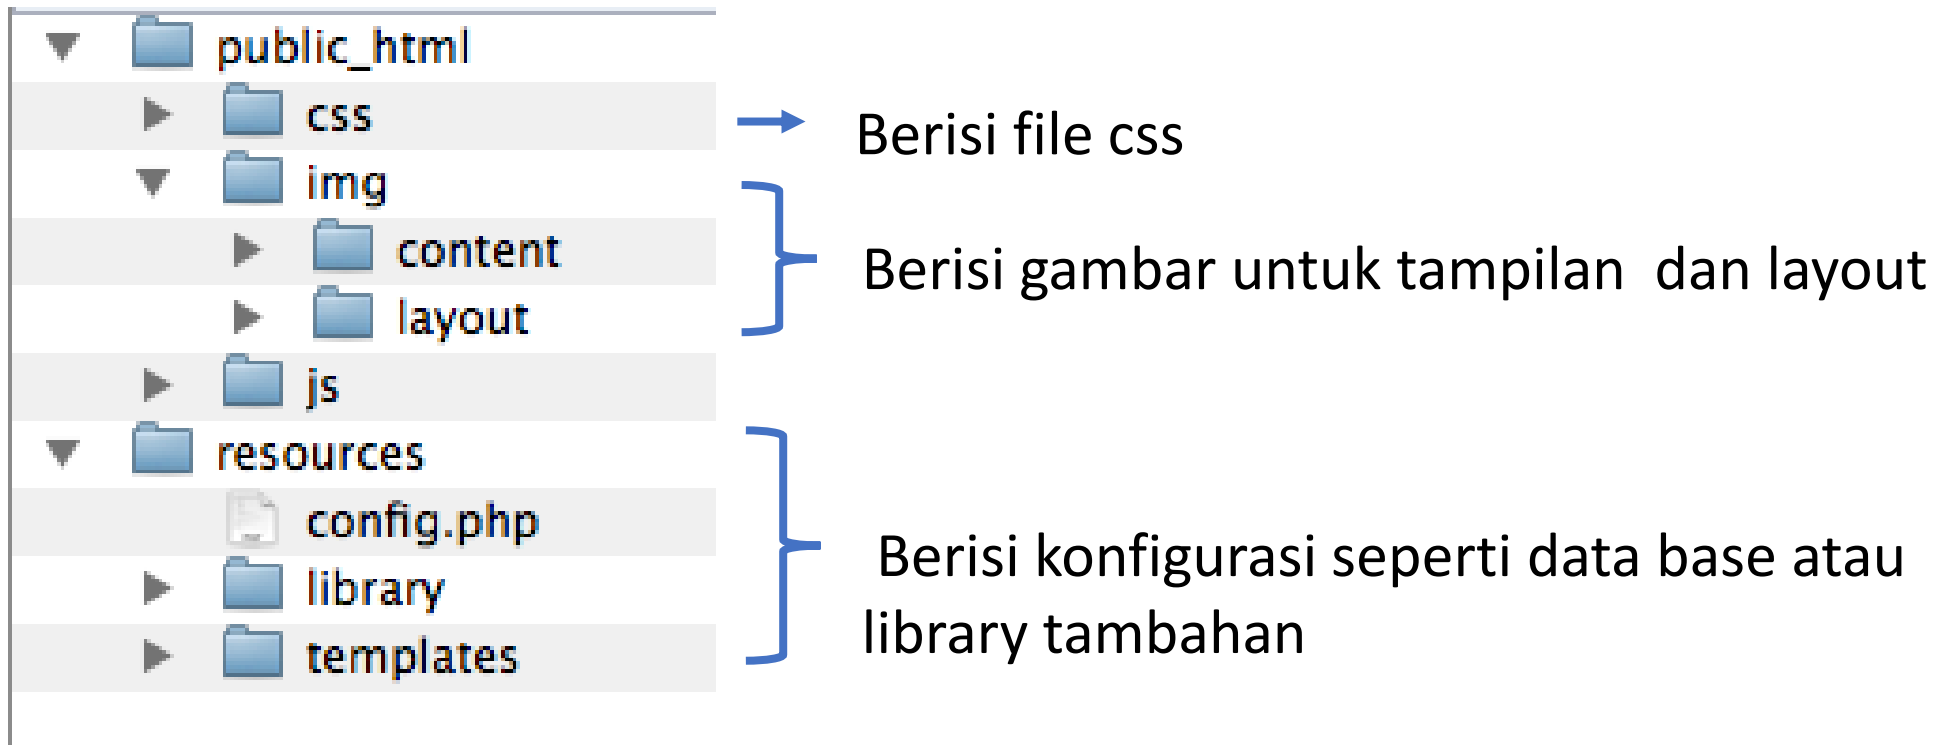 public_html
css
Berisi file css
img
content
Berisi gambar untuk tampilan  dan layout
layout
js
resources
config.php
Berisi konfigurasi seperti data base atau
library tambahan
library
templates